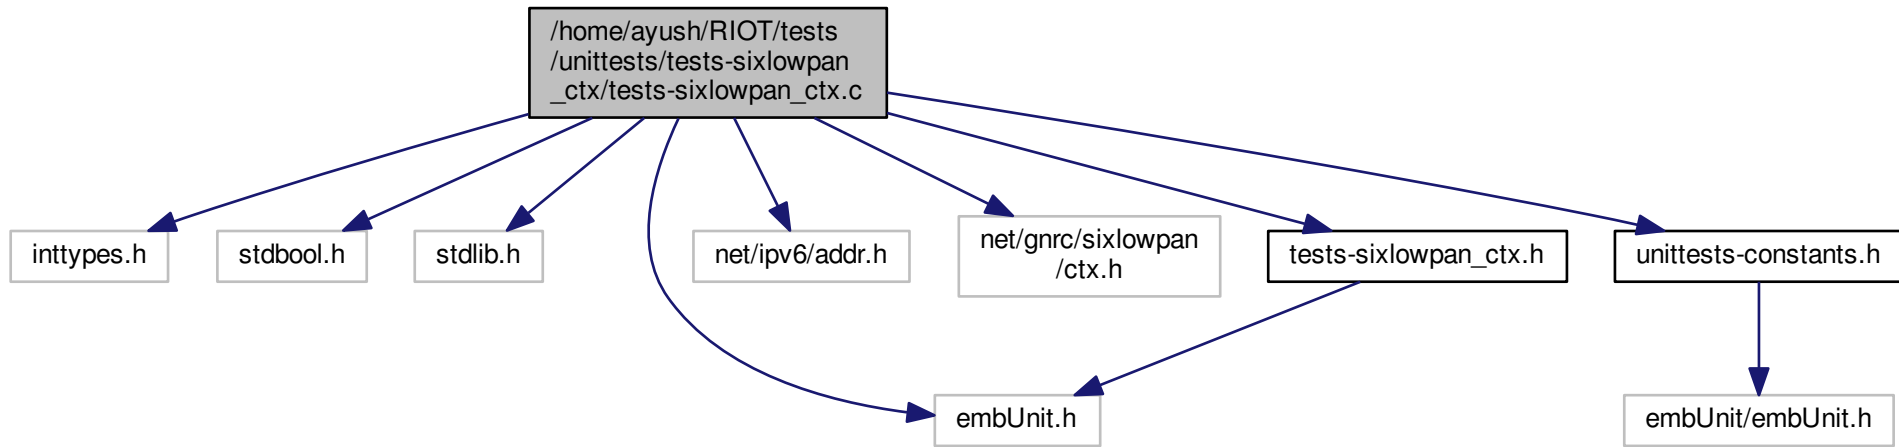 /home/ayush/RIOT/tests
/unittests/tests-sixlowpan
_ctx/tests-sixlowpan_ctx.c
inttypes.h
stdbool.h
stdlib.h
net/ipv6/addr.h
net/gnrc/sixlowpan
/ctx.h
tests-sixlowpan_ctx.h
unittests-constants.h
embUnit.h
embUnit/embUnit.h